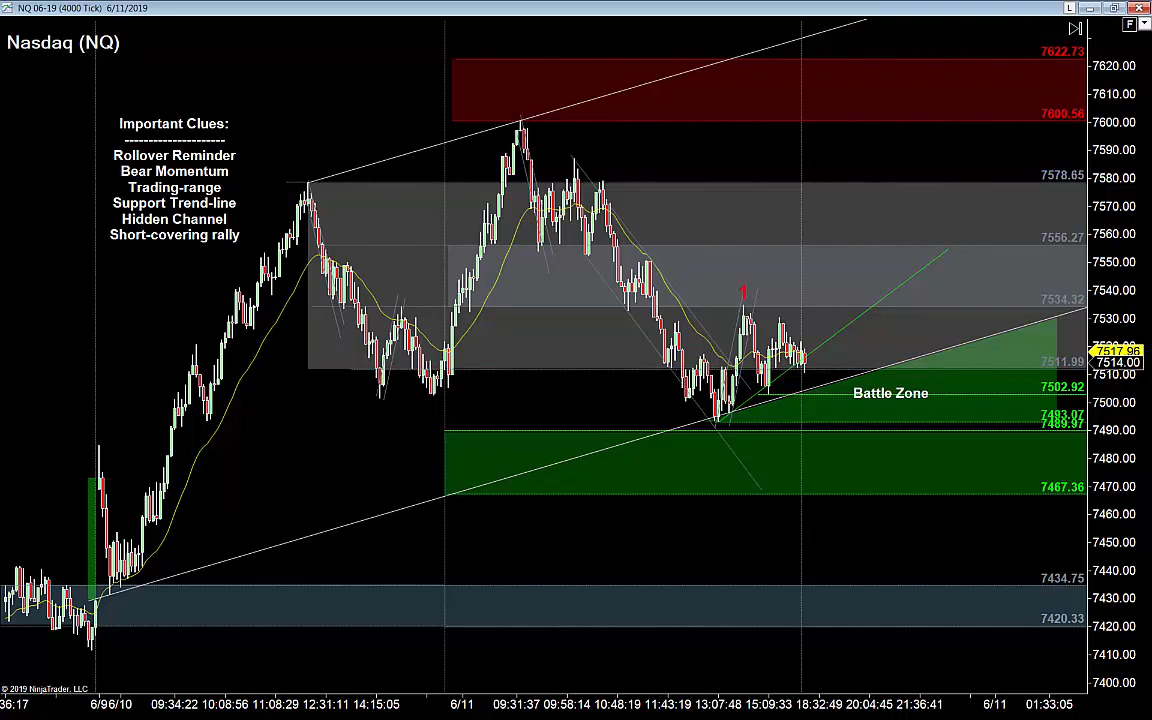 NQ 06-19 (4000 Tick) 6/11/2019
L
F
Nasdaq (NQ)
7622.73
7620.00
7610.00
7600.56
7600.00
7590.00
7580.00
7578.65
7570.00
7560.00
7556.27
7550.00
7540.00
7534.32
7530.00
7517.96
7514.00
7511.99
7510.00
7502.92
7500.00
7493.07
7489.97
7490.00
7480.00
7470.00
7467.36
7460.00
7450.00
7440.00
7434.75
7430.00
7420.33
7420.00
7410.00
7400.00
Important Clues:
---------------------
Rollover Reminder
Bear Momentum
Trading-range
Support Trend-line
Hidden Channel
Short-covering rally
1
Battle Zone
© 2019 NinjaTrader, LLC
36:17 6/9 6/10 09:34:22 10:08:56 11:08:29 12:31:11 14:15:05 6/11 09:31:37 09:58:14 10:48:19 11:43:19 13:07:48 15:09:33 18:32:49 20:04:45 21:36:41 6/11 01:33:05